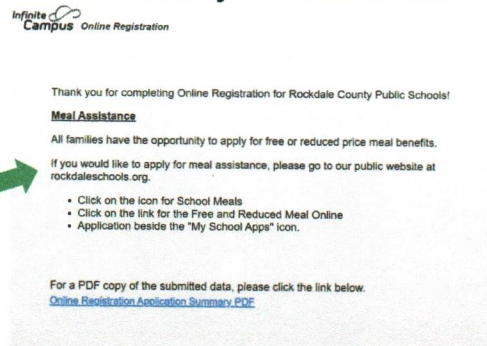 Infinite
Campus Online Registration
Thank you for completing Online Registration for Rockdale County Public Schools!
Meal Assistance
All families have the opportunity to apply for free or reduced price meal benefits.
If you would like to apply for meal assistance, please go to our public website at
rockdaleschools.org.
• Click on the icon for School Meals
• Click on the link for the Free and Reduced Meal Online
• Application beside the "My School Apps" icon.
For a PDF copy of the submitted data, please click the link below.
Online Registration Application Summary PDF